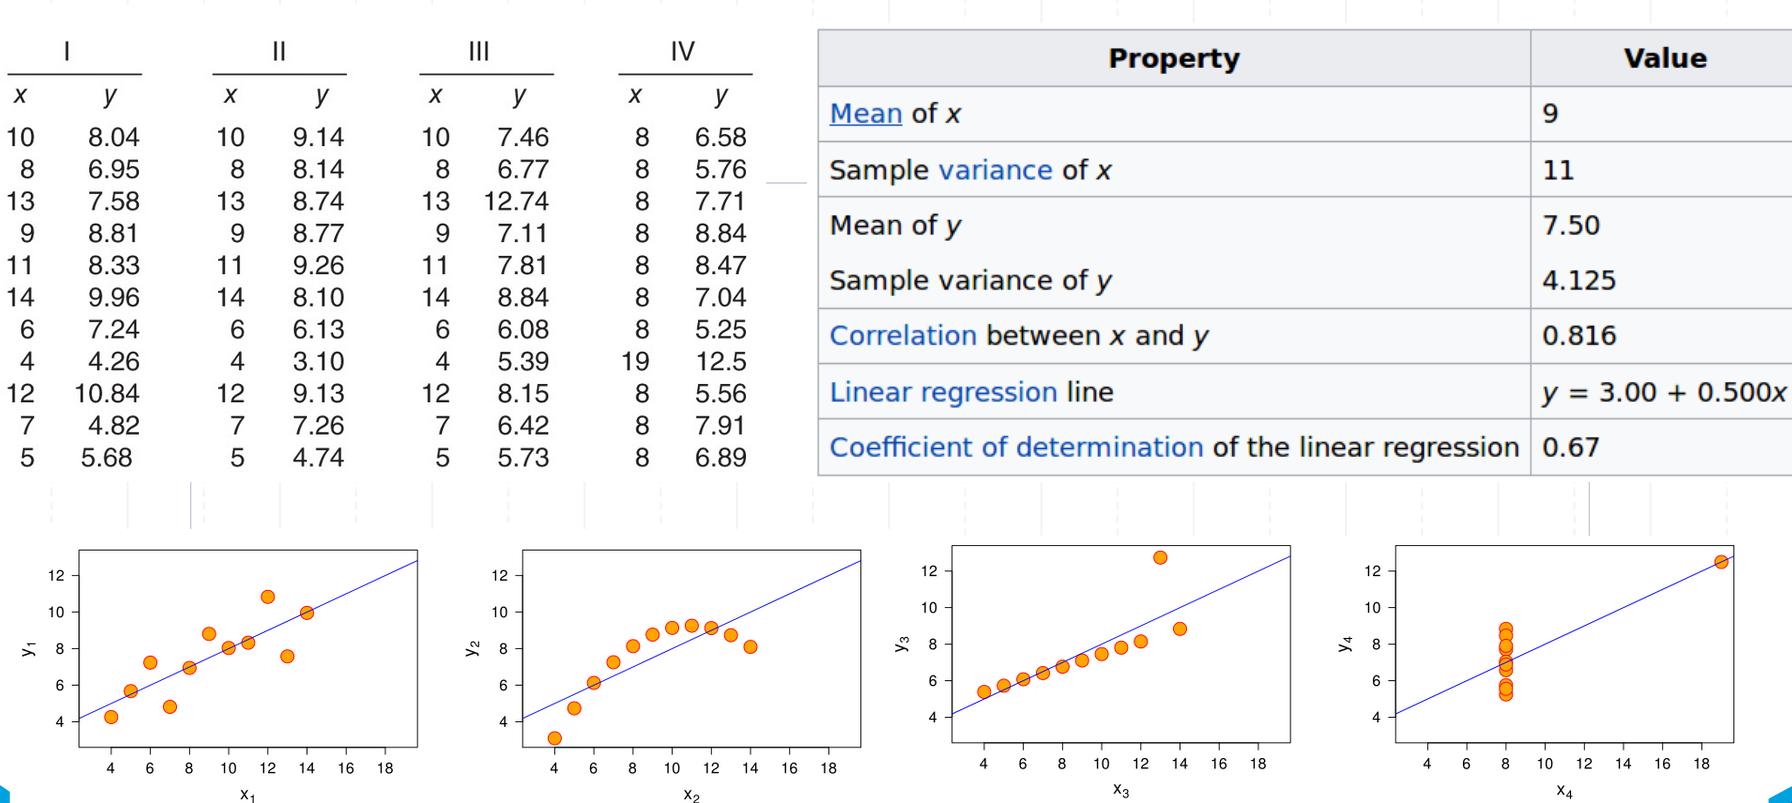 I II III IV
x y x y x y x y
10 8.04 10 9.14 10 7.46 8 6.58
8 6.95 8 8.14 8 6.77 8 5.76
13 7.58 13 8.74 13 12.74 8 7.71
9 8.81 9 8.77 9 7.11 8 8.84
11 8.33 11 9.26 11 7.81 8 8.47
14 9.96 14 8.10 14 8.84 8 7.04
6 7.24 6 6.13 6 6.08 8 5.25
4 4.26 4 3.10 4 5.39 19 12.5
12 10.84 12 9.13 12 8.15 8 5.56
7 4.82 7 7.26 7 6.42 8 7.91
5 5.68 5 4.74 5 5.73 8 6.89
Property Value
Mean of x 9
Sample variance of x 11
Mean of y 7.50
Sample variance of y 4.125
Correlation between x and y 0.816
Linear regression line y = 3.00 + 0.500x
Coefficient of determination of the linear regression 0.67
12
10
8
6
4
y1
4 6 8 10 12 14 16 18
x1
12
10
8
6
4
y2
4 6 8 10 12 14 16 18
x2
12
10
8
6
4
y3
4 6 8 10 12 14 16 18
x3
12
10
8
6
4
y4
4 6 8 10 12 14 16 18
x4